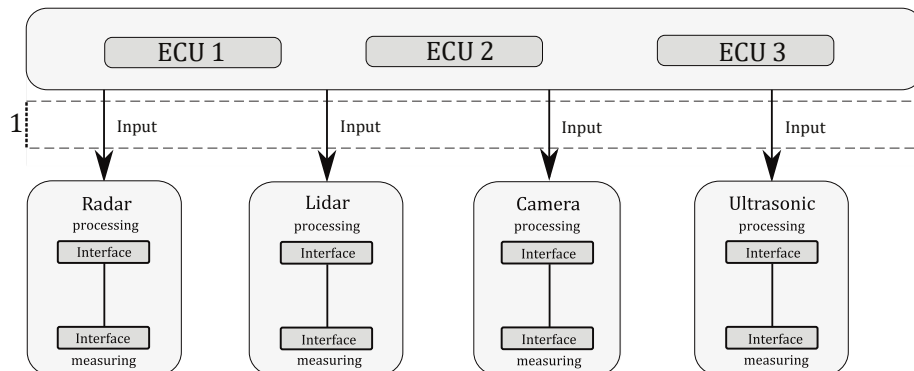 ECU 1 ECU 2 ECU 3
1 Input Input Input Input
Radar Lidar Camera Ultrasonic
processing processing processing processing
Interface Interface Interface Interface
Interface Interface Interface Interface
measuring measuring measuring measuring